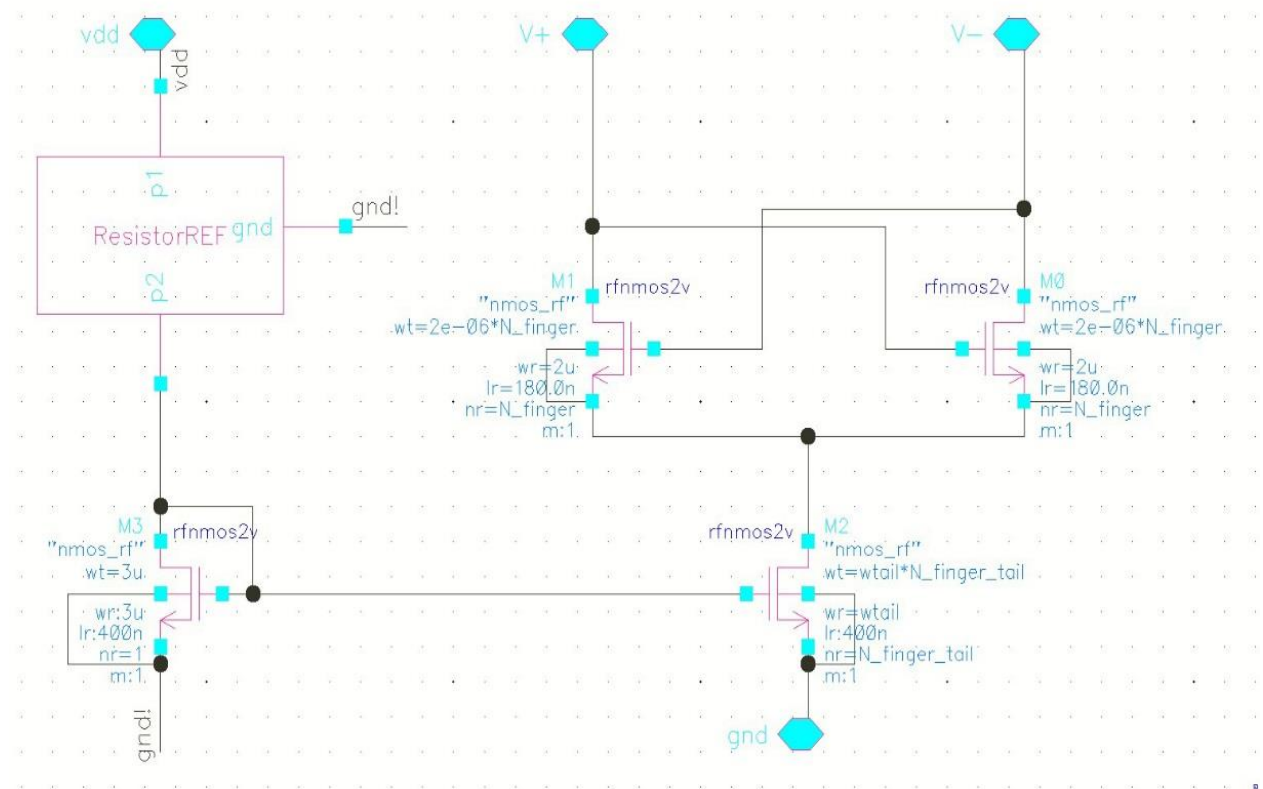 vdd
vdd
V+
V-
p1
ResistorREF
gnd
gnd!
p2
M1
rfnmos2v
"nmos_rf"
wt=2e-06*N_finger
wr=2u
lr=180.0n
nr=N_finger
m:1
rfnmos2v
M0
"nmos_rf"
wt=2e-06*N_finger
wr=2u
lr=180.0n
nr=N_finger
m:1
M3
rfnmos2v
"nmos_rf"
wt=3u
wr:3u
lr:400n
nr=1
m:1
gnd!
rfnmos2v
M2
"nmos_rf"
wt=wtail*N_finger_tail
wr=wtail
lr:400n
nr=N_finger_tail
m:1
gnd